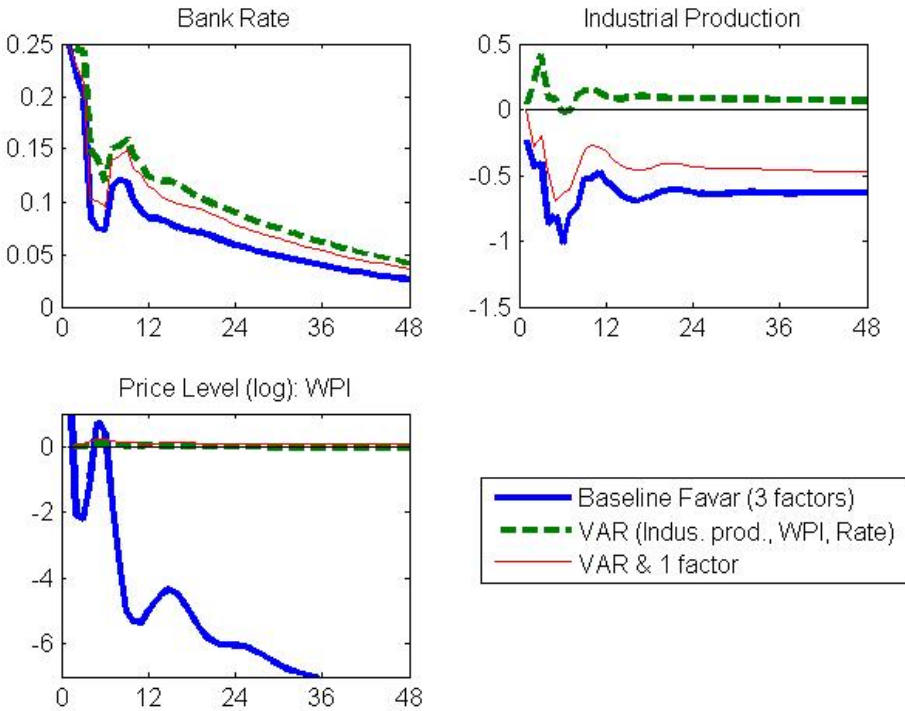 Bank Rate
0.25
0.2
0.15
0.1
0.05
0
0 12 24 36 48
Industrial Production
0.5
0
-0.5
-1
-1.5
0 12 24 36 48
Price Level (log): WPI
0
-2
-4
-6
0 12 24 36 48
Baseline Favar (3 factors)
VAR (Indus. prod., WPI, Rate)
VAR & 1 factor